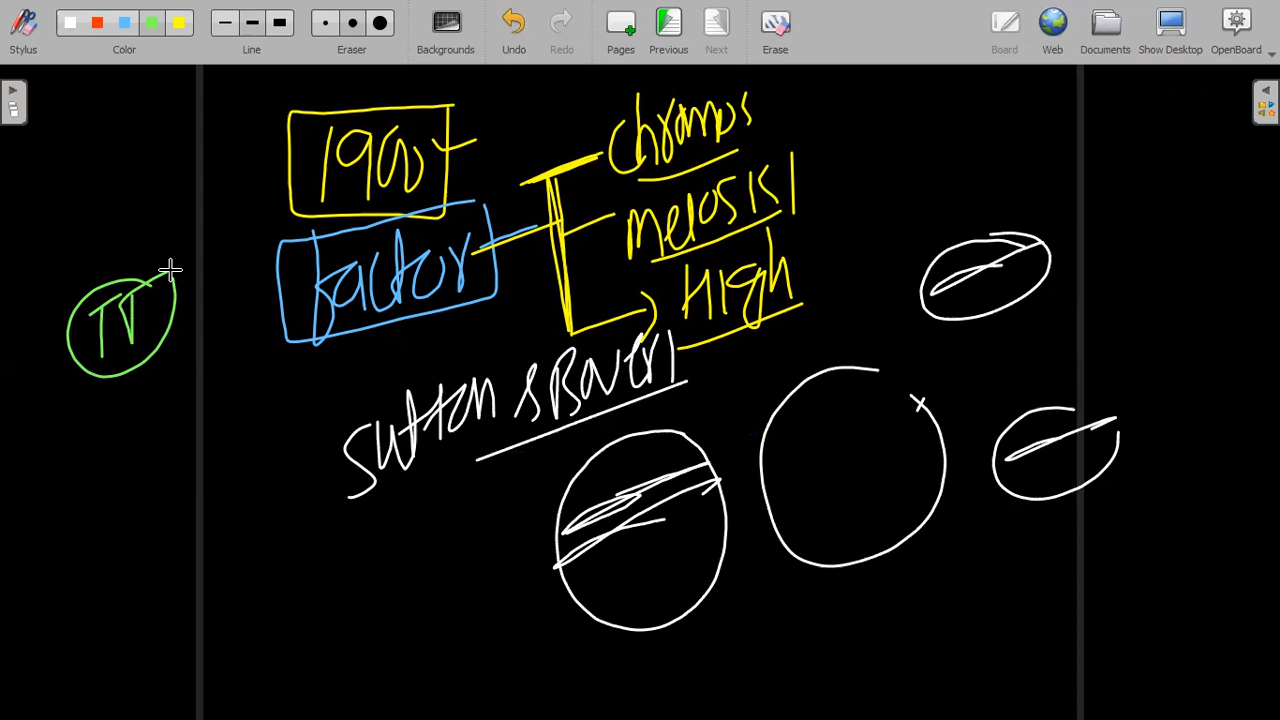 Stylus
Color
Line
Eraser
Backgrounds
Undo
Redo
Pages
Previous
Next
Erase
Board
Web
Documents
Show Desktop
OpenBoard
1900
chromos
factor
meiosis
High
sutton & Boveri
TV